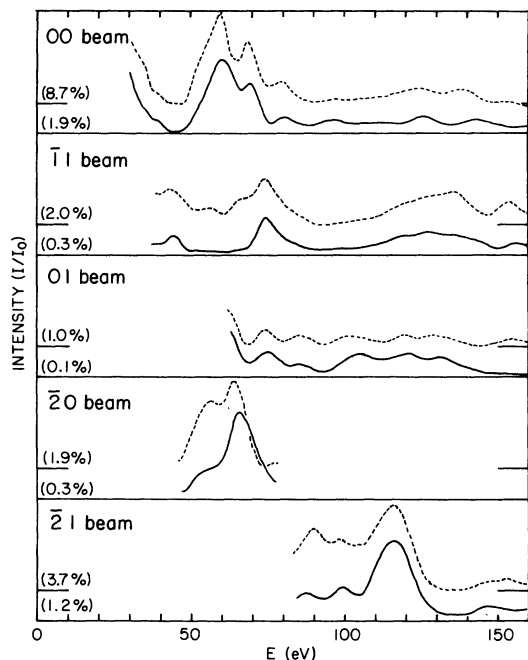 INTENSITY (I/I₀)
00 beam
(8.7%)
(1.9%)
1̄1 beam
(2.0%)
(0.3%)
01 beam
(1.0%)
(0.1%)
2̄0 beam
(1.9%)
(0.3%)
2̄1 beam
(3.7%)
(1.2%)
0 50 100 150
E (eV)